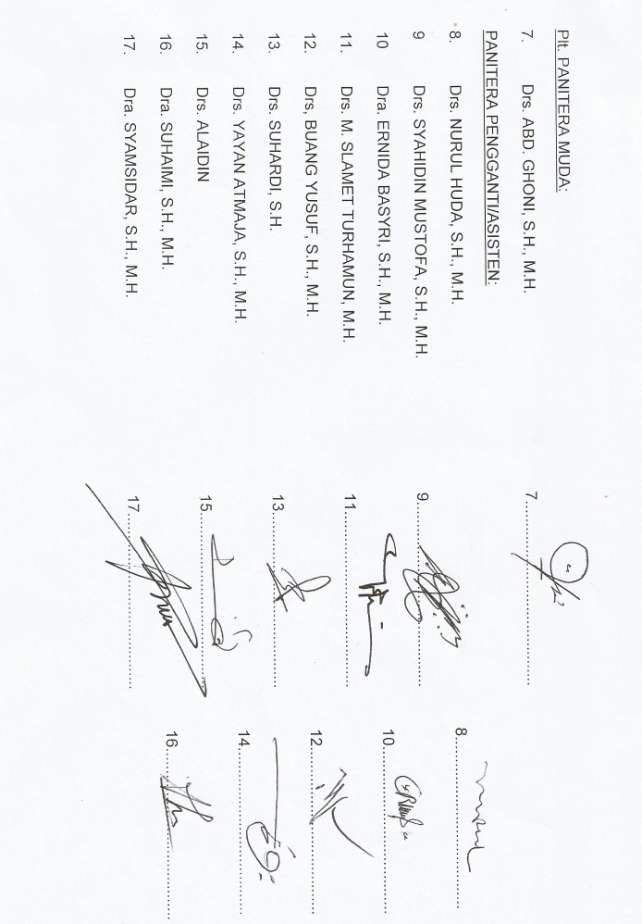 Plt. PANITERA MUDA:
7. Drs. ABD. GHONI, S.H., M.H.
PANITERA PENGGANTI/ASISTEN:
8. Drs. NURUL HUDA, S.H., M.H.
9 Drs. SYAHIDIN MUSTOFA, S.H., M.H.
10 Dra. ERNIDA BASYRI, S.H., M.H.
11. Drs. M. SLAMET TURHAMUN, M.H.
12. Drs, BUANG YUSUF, S.H., M.H.
13. Drs. SUHARDI, S.H.
14. Drs. YAYAN ATMAJA, S.H., M.H.
15. Drs. ALAIDIN
16. Dra. SUHAIMI, S.H., M.H.
17. Dra. SYAMSIDAR, S.H., M.H.
7..............................
8..............................
9..............................
10..............................
11..............................
12..............................
13..............................
14..............................
15..............................
16..............................
17..............................